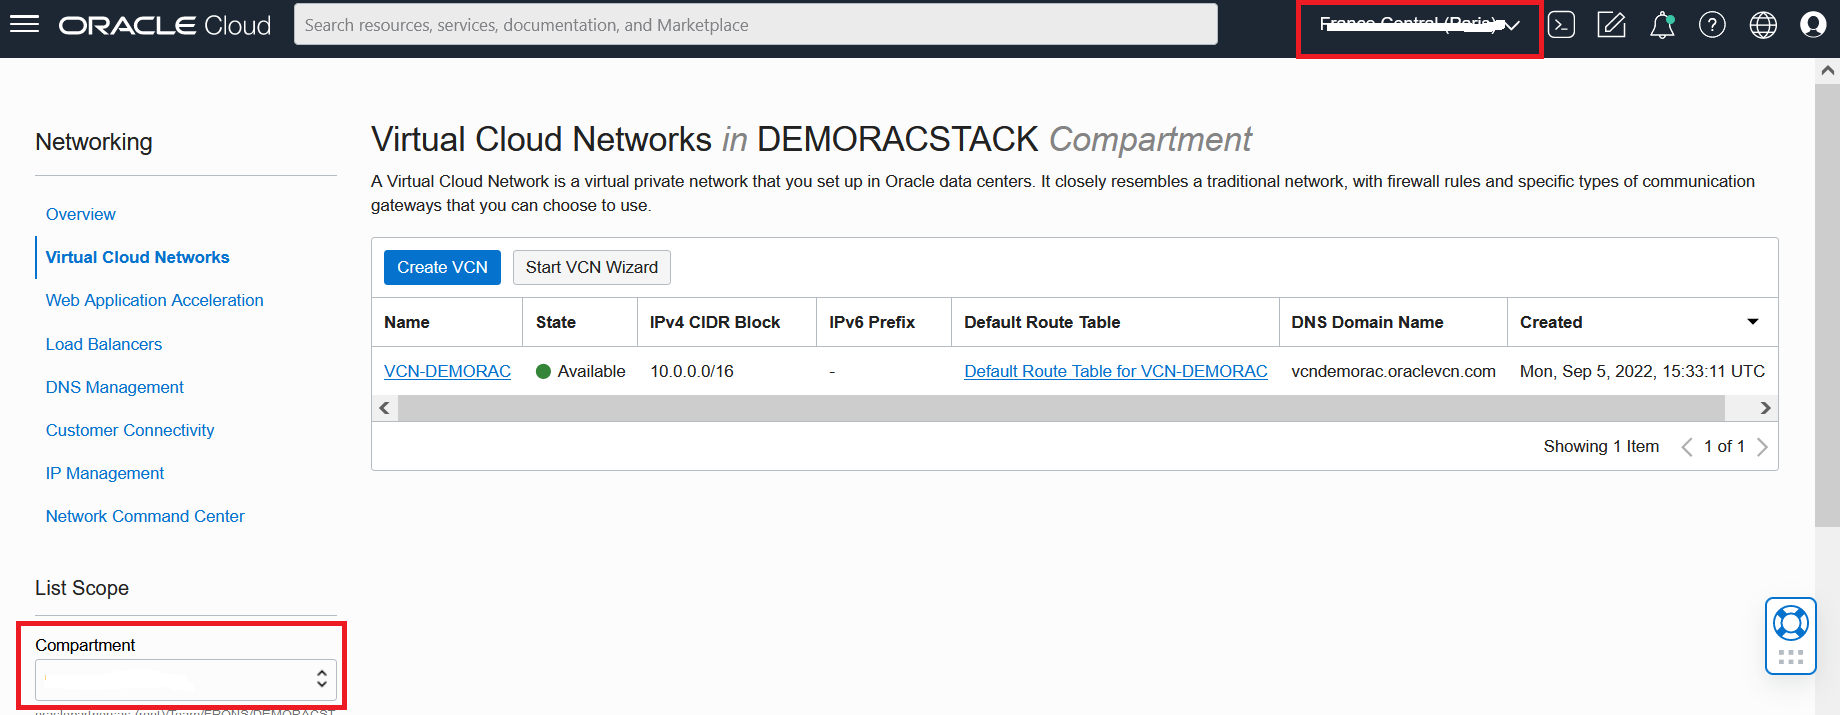 ORACLE Cloud
Search resources, services, documentation, and Marketplace
France Central (Paris)
Networking
Overview
Virtual Cloud Networks
Web Application Acceleration
Load Balancers
DNS Management
Customer Connectivity
IP Management
Network Command Center
List Scope
Compartment
Virtual Cloud Networks in DEMORACSTACK Compartment
A Virtual Cloud Network is a virtual private network that you set up in Oracle data centers. It closely resembles a traditional network, with firewall rules and specific types of communication
gateways that you can choose to use.
Create VCN Start VCN Wizard
Name State IPv4 CIDR Block IPv6 Prefix Default Route Table DNS Domain Name Created
VCN-DEMORAC Available 10.0.0.0/16 - Default Route Table for VCN-DEMORAC vcndemorac.oraclevcn.com Mon, Sep 5, 2022, 15:33:11 UTC
Showing 1 Item 1 of 1